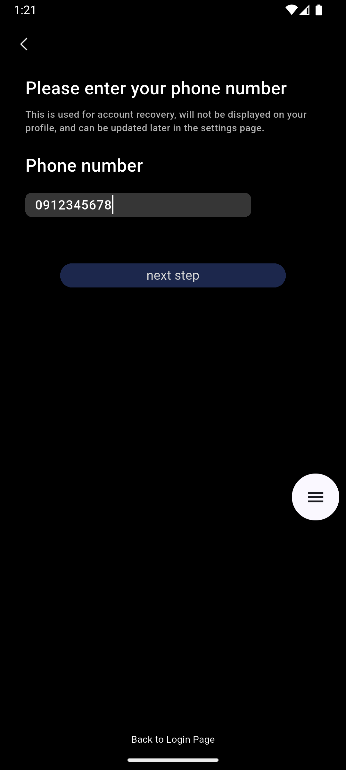 1:21
Please enter your phone number
This is used for account recovery, will not be displayed on your
profile, and can be updated later in the settings page.
Phone number
0912345678
next step
Back to Login Page